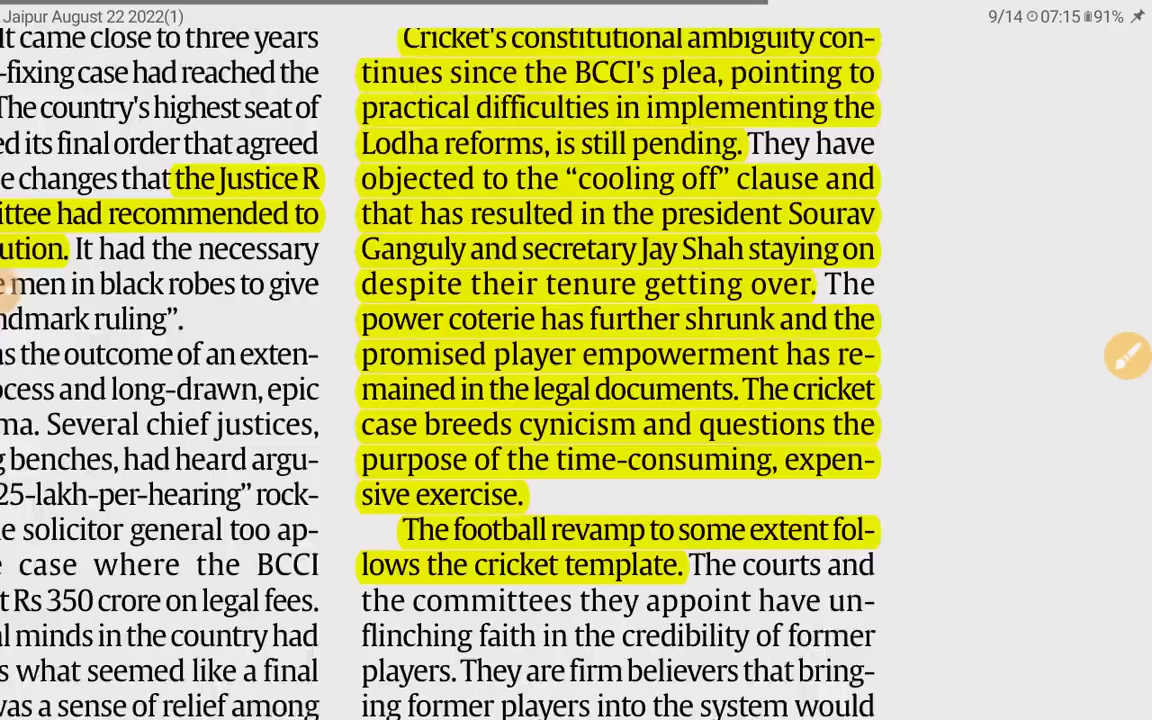 Jaipur August 22 2022(1)
9/14 07:15 91%
It came close to three years
-fixing case had reached the
The country's highest seat of
ed its final order that agreed
e changes that the Justice R
ittee had recommended to
ution. It had the necessary
e men in black robes to give
ndmark ruling”.
as the outcome of an exten-
ocess and long-drawn, epic
ma. Several chief justices,
g benches, had heard argu-
25-lakh-per-hearing” rock-
e solicitor general too ap-
e case where the BCCI
t Rs 350 crore on legal fees.
al minds in the country had
s what seemed like a final
was a sense of relief among
Cricket's constitutional ambiguity con-
tinues since the BCCI's plea, pointing to
practical difficulties in implementing the
Lodha reforms, is still pending. They have
objected to the “cooling off” clause and
that has resulted in the president Sourav
Ganguly and secretary Jay Shah staying on
despite their tenure getting over. The
power coterie has further shrunk and the
promised player empowerment has re-
mained in the legal documents. The cricket
case breeds cynicism and questions the
purpose of the time-consuming, expen-
sive exercise.
The football revamp to some extent fol-
lows the cricket template. The courts and
the committees they appoint have un-
flinching faith in the credibility of former
players. They are firm believers that bring-
ing former players into the system would